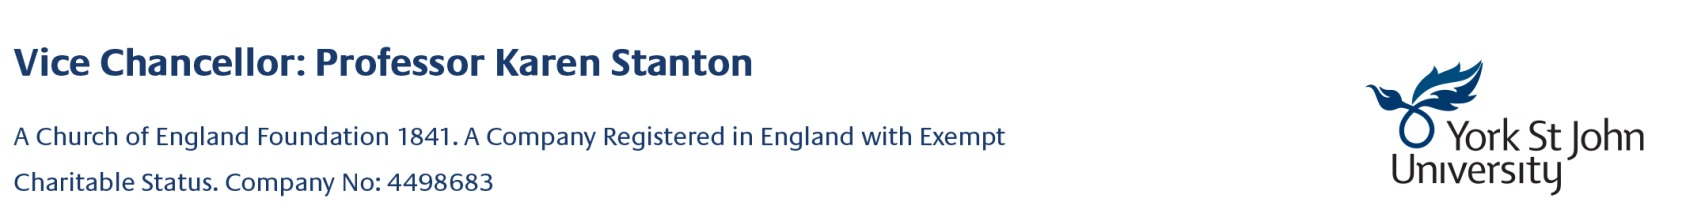 Vice Chancellor: Professor Karen Stanton
A Church of England Foundation 1841. A Company Registered in England with Exempt
Charitable Status. Company No: 4498683
York St John
University